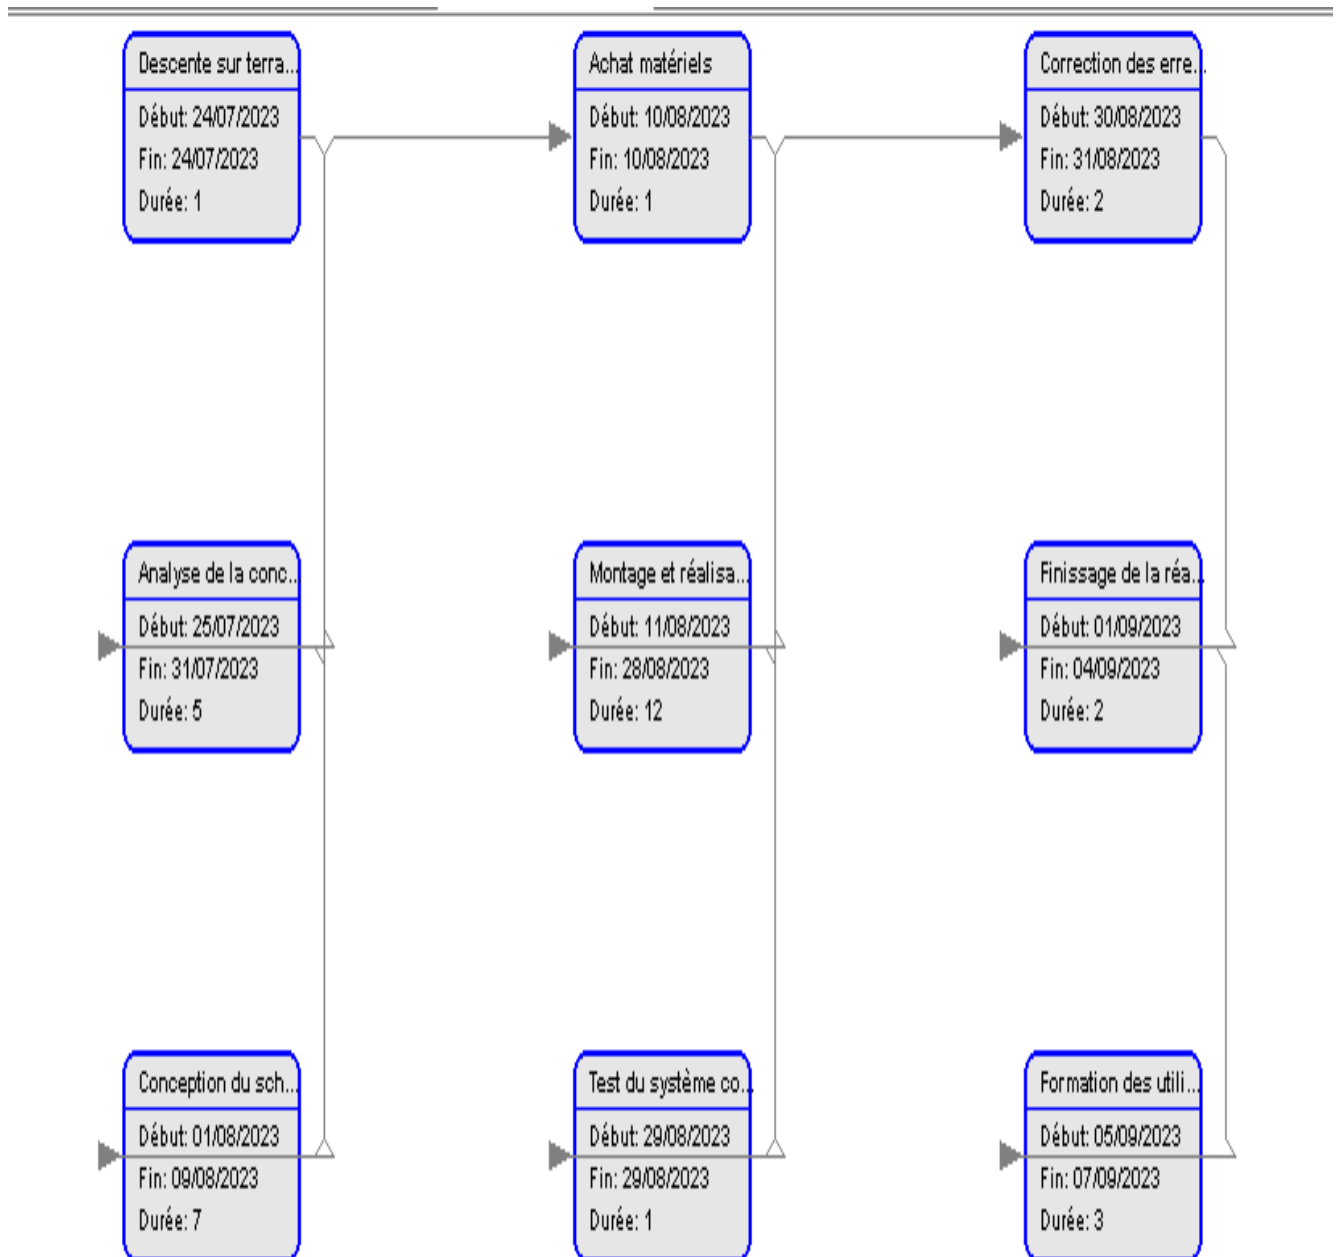 Descente sur terra...
Début: 24/07/2023
Fin: 24/07/2023
Durée: 1
Achat matériels
Début: 10/08/2023
Fin: 10/08/2023
Durée: 1
Correction des erre...
Début: 30/08/2023
Fin: 31/08/2023
Durée: 2
Analyse de la conc...
Début: 25/07/2023
Fin: 31/07/2023
Durée: 5
Montage et réalisa...
Début: 11/08/2023
Fin: 28/08/2023
Durée: 12
Finissage de la réa...
Début: 01/09/2023
Fin: 04/09/2023
Durée: 2
Conception du sch...
Début: 01/08/2023
Fin: 09/08/2023
Durée: 7
Test du système co...
Début: 29/08/2023
Fin: 29/08/2023
Durée: 1
Formation des utili...
Début: 05/09/2023
Fin: 07/09/2023
Durée: 3